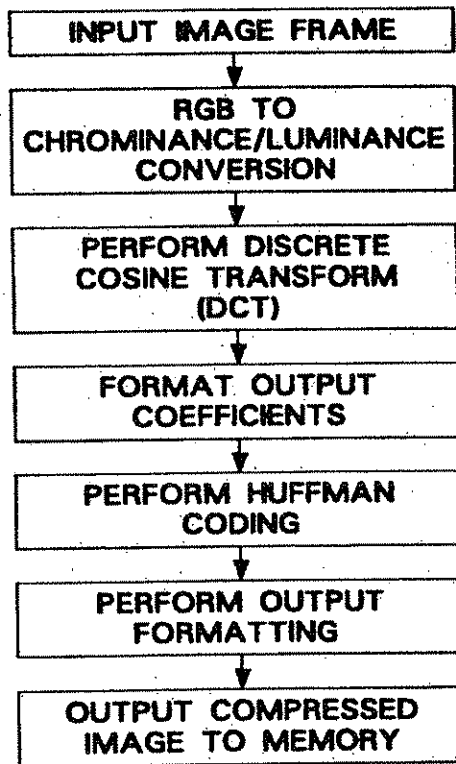 INPUT IMAGE FRAME
RGB TO
CHROMINANCE/LUMINANCE
CONVERSION
PERFORM DISCRETE
COSINE TRANSFORM
(DCT)
FORMAT OUTPUT
COEFFICIENTS
PERFORM HUFFMAN
CODING
PERFORM OUTPUT
FORMATTING
OUTPUT COMPRESSED
IMAGE TO MEMORY